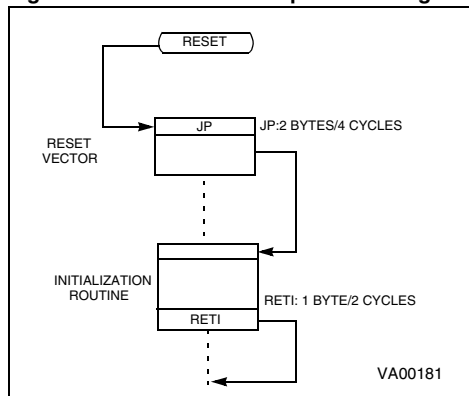 RESET
JP
JP:2 BYTES/4 CYCLES
RESET
VECTOR
INITIALIZATION
ROUTINE
RETI: 1 BYTE/2 CYCLES
RETI
VA00181